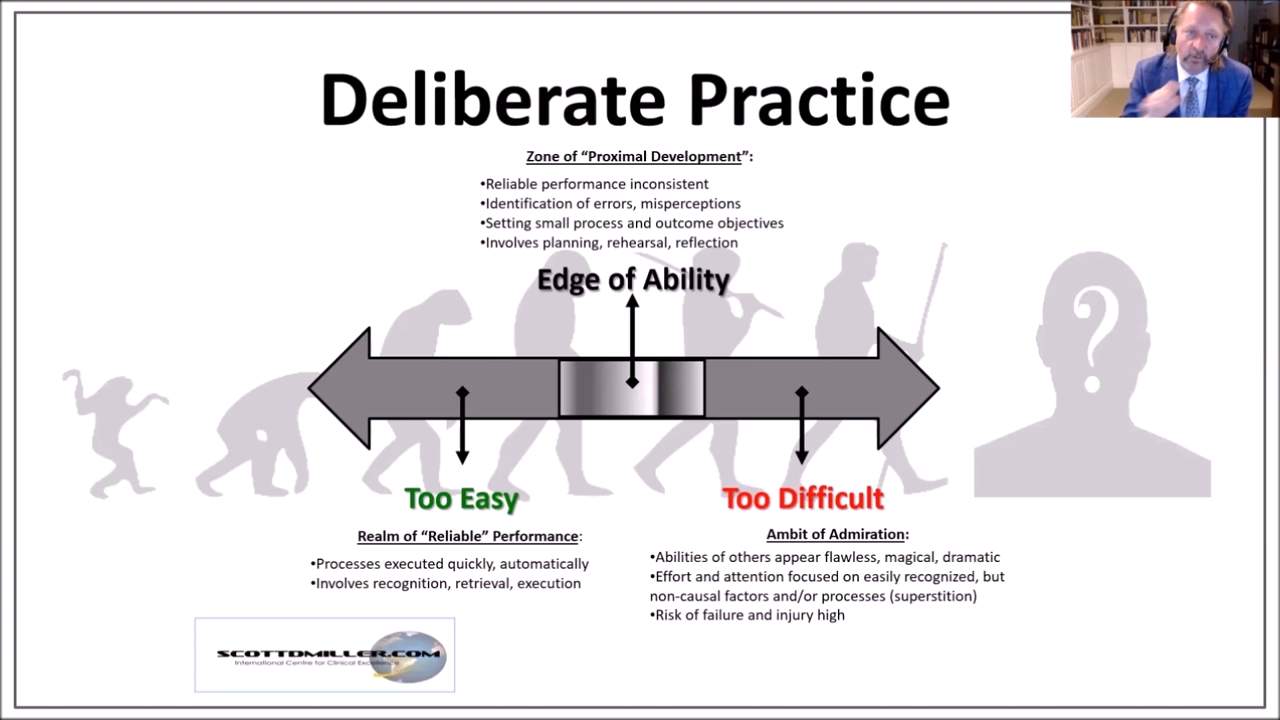 Deliberate Practice
Zone of “Proximal Development”:
•Reliable performance inconsistent
•Identification of errors, misperceptions
•Setting small process and outcome objectives
•Involves planning, rehearsal, reflection
Edge of Ability
?
Too Easy
Realm of “Reliable” Performance:
•Processes executed quickly, automatically
•Involves recognition, retrieval, execution
Too Difficult
Ambit of Admiration:
•Abilities of others appear flawless, magical, dramatic
•Effort and attention focused on easily recognized, but
non-causal factors and/or processes (superstition)
•Risk of failure and injury high
SCOTTDMILLER.COM
International Centre for Clinical Excellence